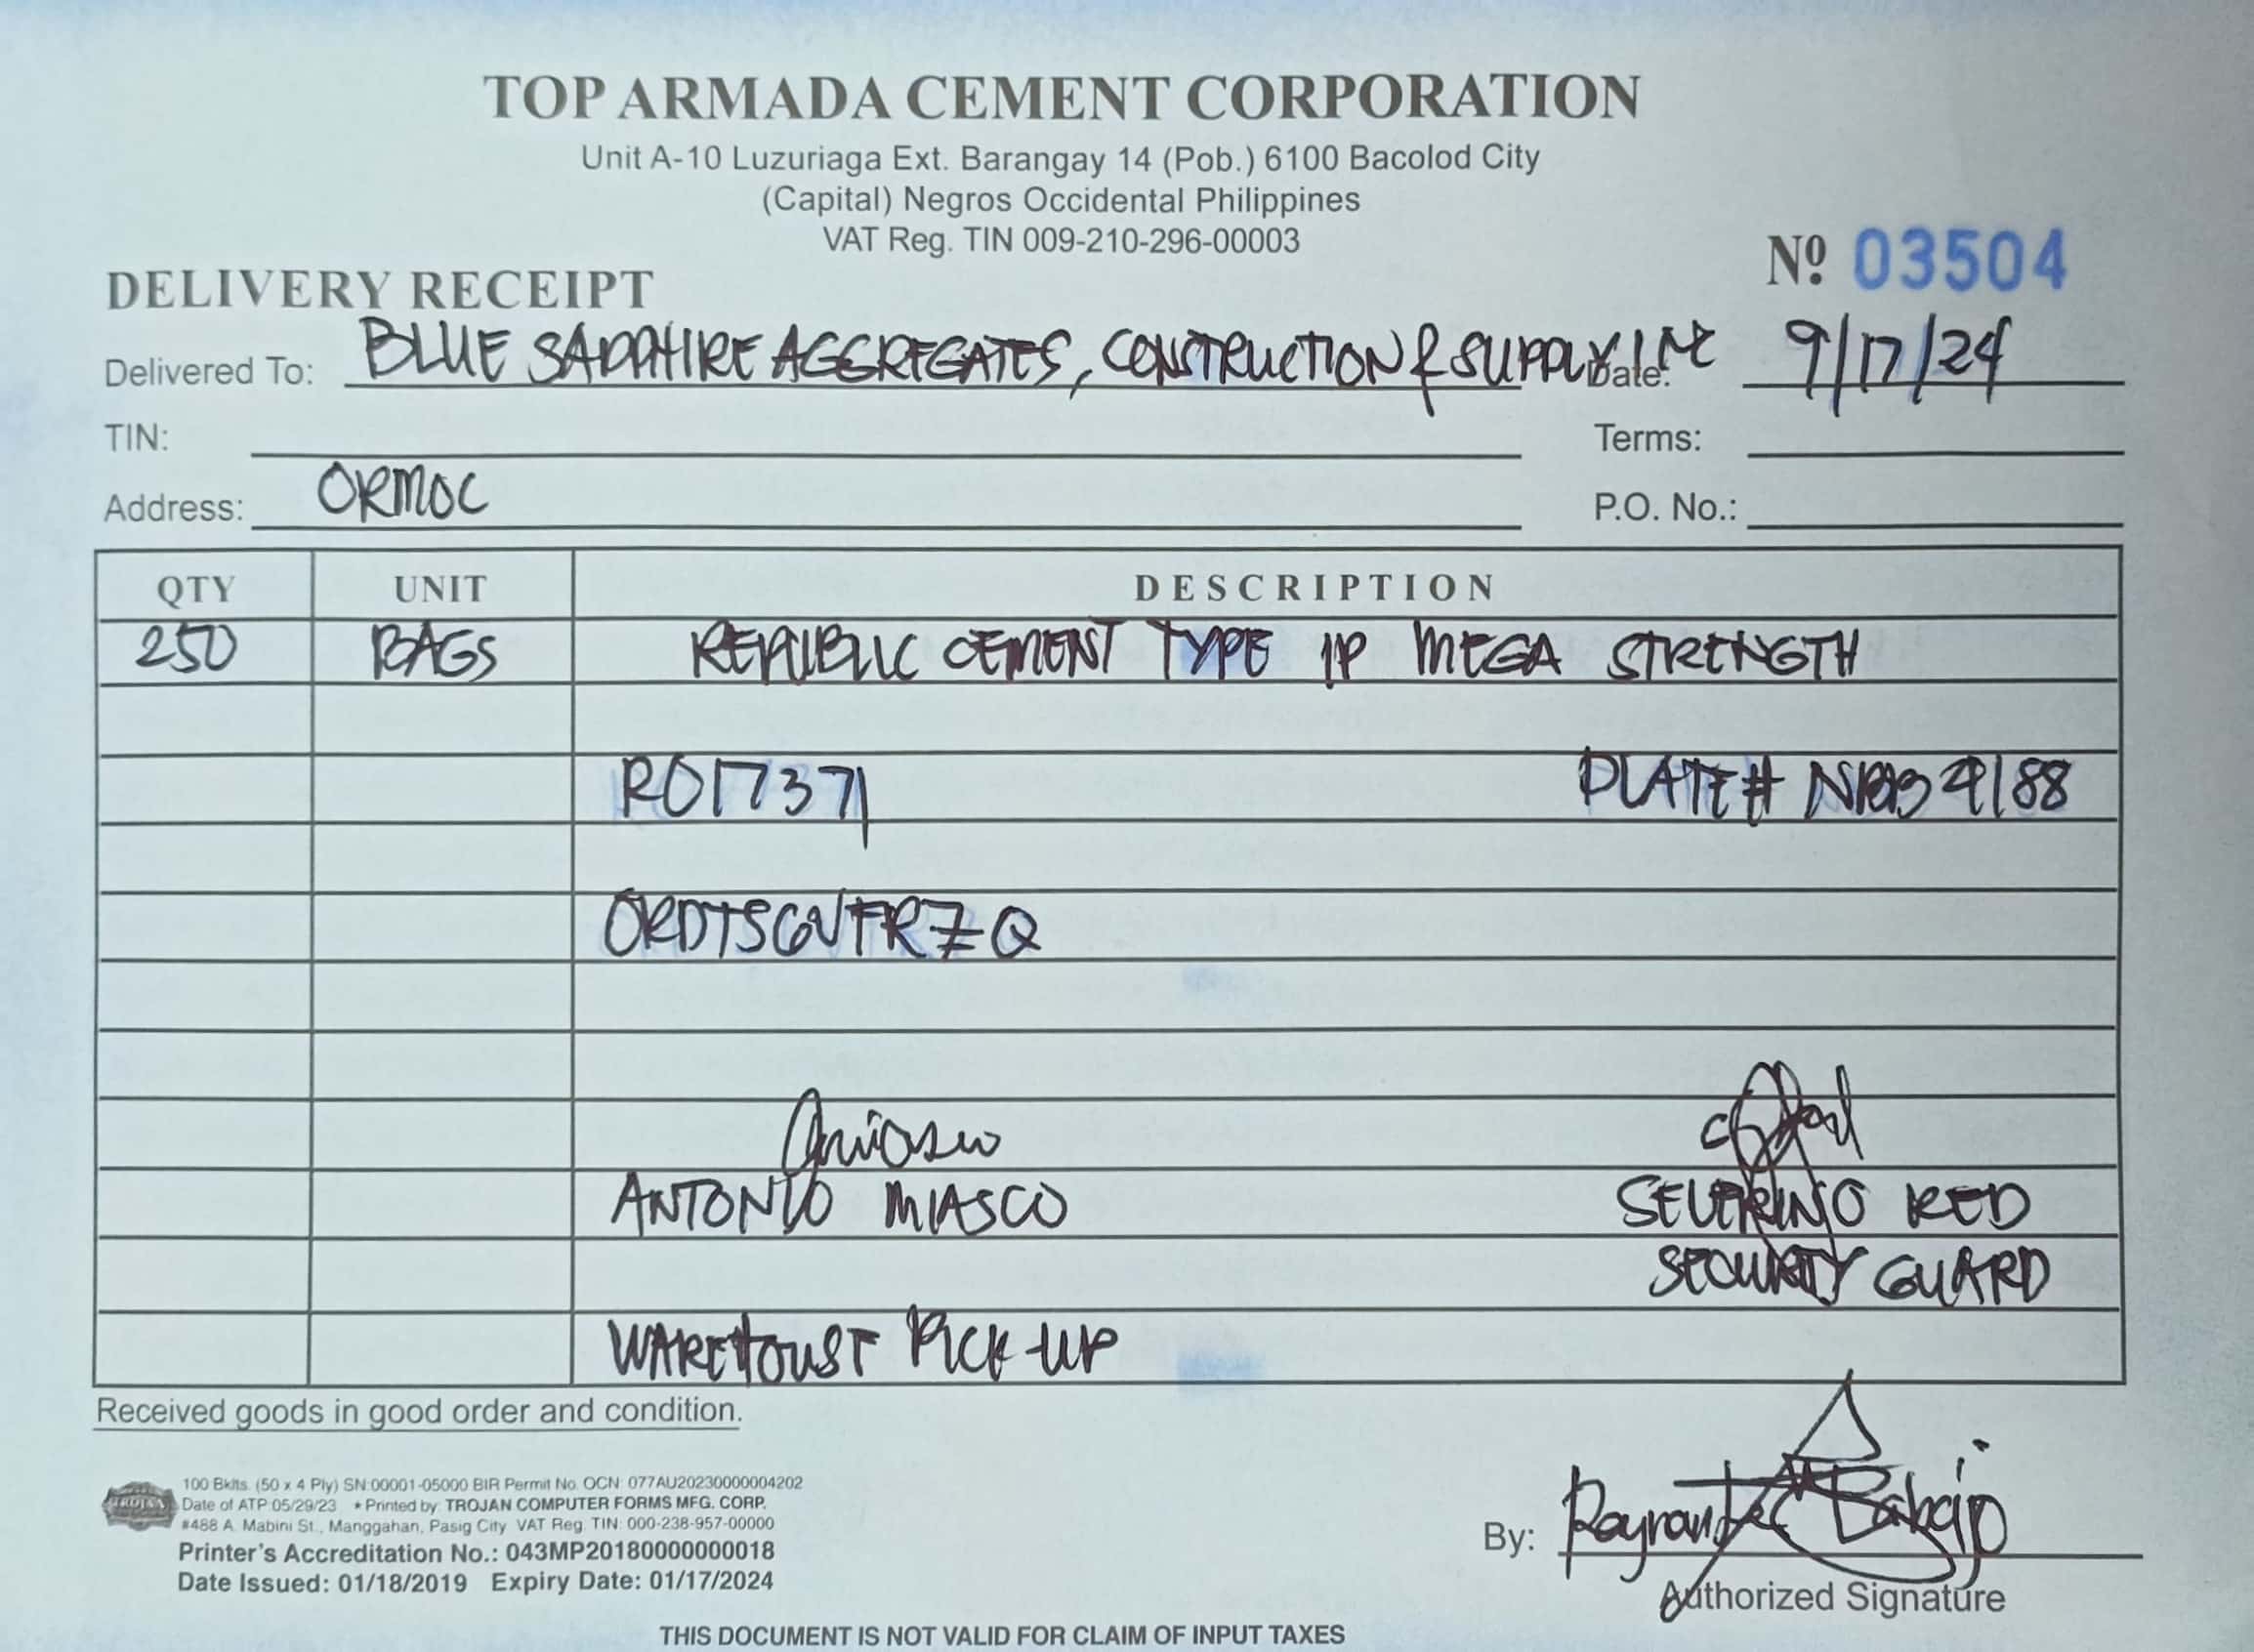 TOP ARMADA CEMENT CORPORATION
Unit A-10 Luzuriaga Ext. Barangay 14 (Pob.) 6100 Bacolod City
(Capital) Negros Occidental Philippines
VAT Reg. TIN 009-210-296-00003
Nº 03504
DELIVERY RECEIPT
Delivered To: BLUE SAPPHIRE AGGREGATES, CONSTRUCTION & SUPPLY INC Date: 9/17/24
TIN: Terms:
Address: ORMOC P.O. No.:
QTY UNIT DESCRIPTION
250 BAGS REPUBLIC CEMENT TYPE 1P MEGA STRENGTH
RO17371 PLATE#
ORDTSGVFRZQ
ANTONIO MIASCO SEVERINO RED
SECURITY GUARD
WAREHOUSE PICK-UP
Received goods in good order and condition.
100 Bklts. (50 x 4 Ply) SN:00001-05000 BIR Permit No. OCN: 077AU20230000004202
Date of ATP 05/29/23 * Printed by: TROJAN COMPUTER FORMS MFG. CORP.
TROJAN
#488 A. Mabini St., Manggahan, Pasig City VAT Reg. TIN: 000-238-957-00000
Printer's Accreditation No.: 043MP20180000000018
Date Issued: 01/18/2019 Expiry Date: 01/17/2024
By:
Authorized Signature
THIS DOCUMENT IS NOT VALID FOR CLAIM OF INPUT TAXES